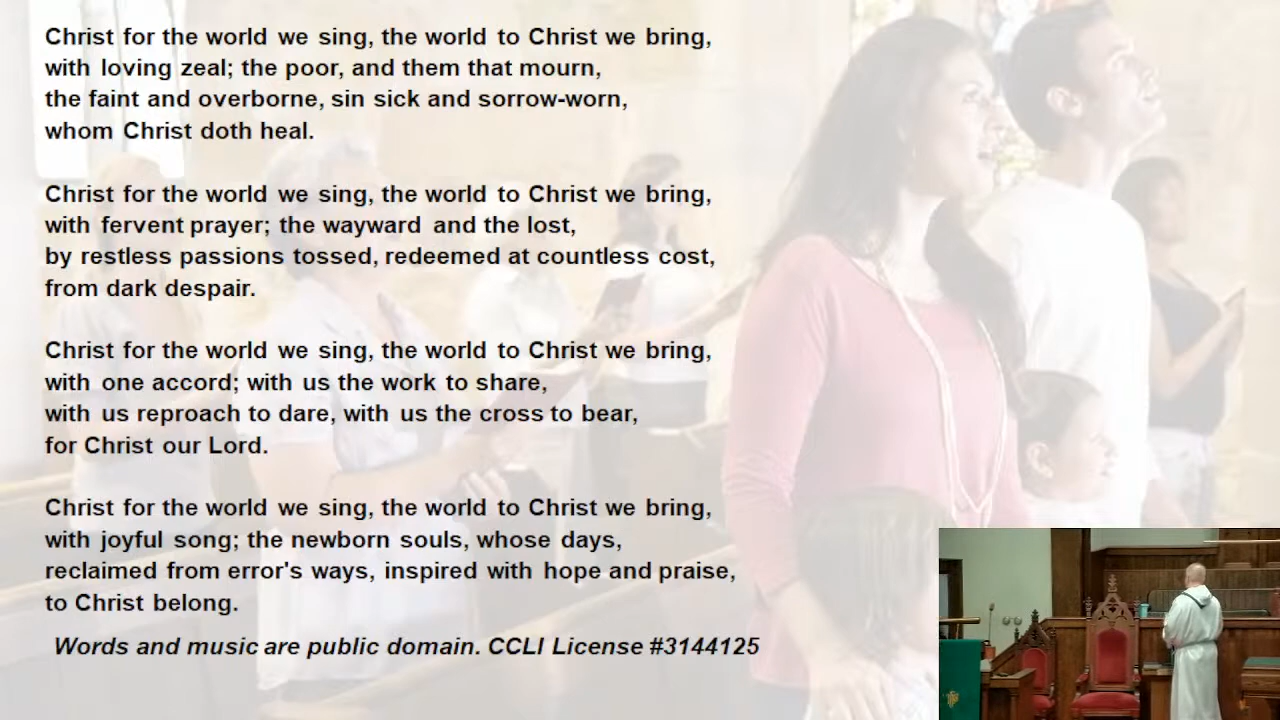 Christ for the world we sing, the world to Christ we bring,
with loving zeal; the poor, and them that mourn,
the faint and overborne, sin sick and sorrow-worn,
whom Christ doth heal.
Christ for the world we sing, the world to Christ we bring,
with fervent prayer; the wayward and the lost,
by restless passions tossed, redeemed at countless cost,
from dark despair.
Christ for the world we sing, the world to Christ we bring,
with one accord; with us the work to share,
with us reproach to dare, with us the cross to bear,
for Christ our Lord.
Christ for the world we sing, the world to Christ we bring,
with joyful song; the newborn souls, whose days,
reclaimed from error's ways, inspired with hope and praise,
to Christ belong.
Words and music are public domain. CCLI License #3144125